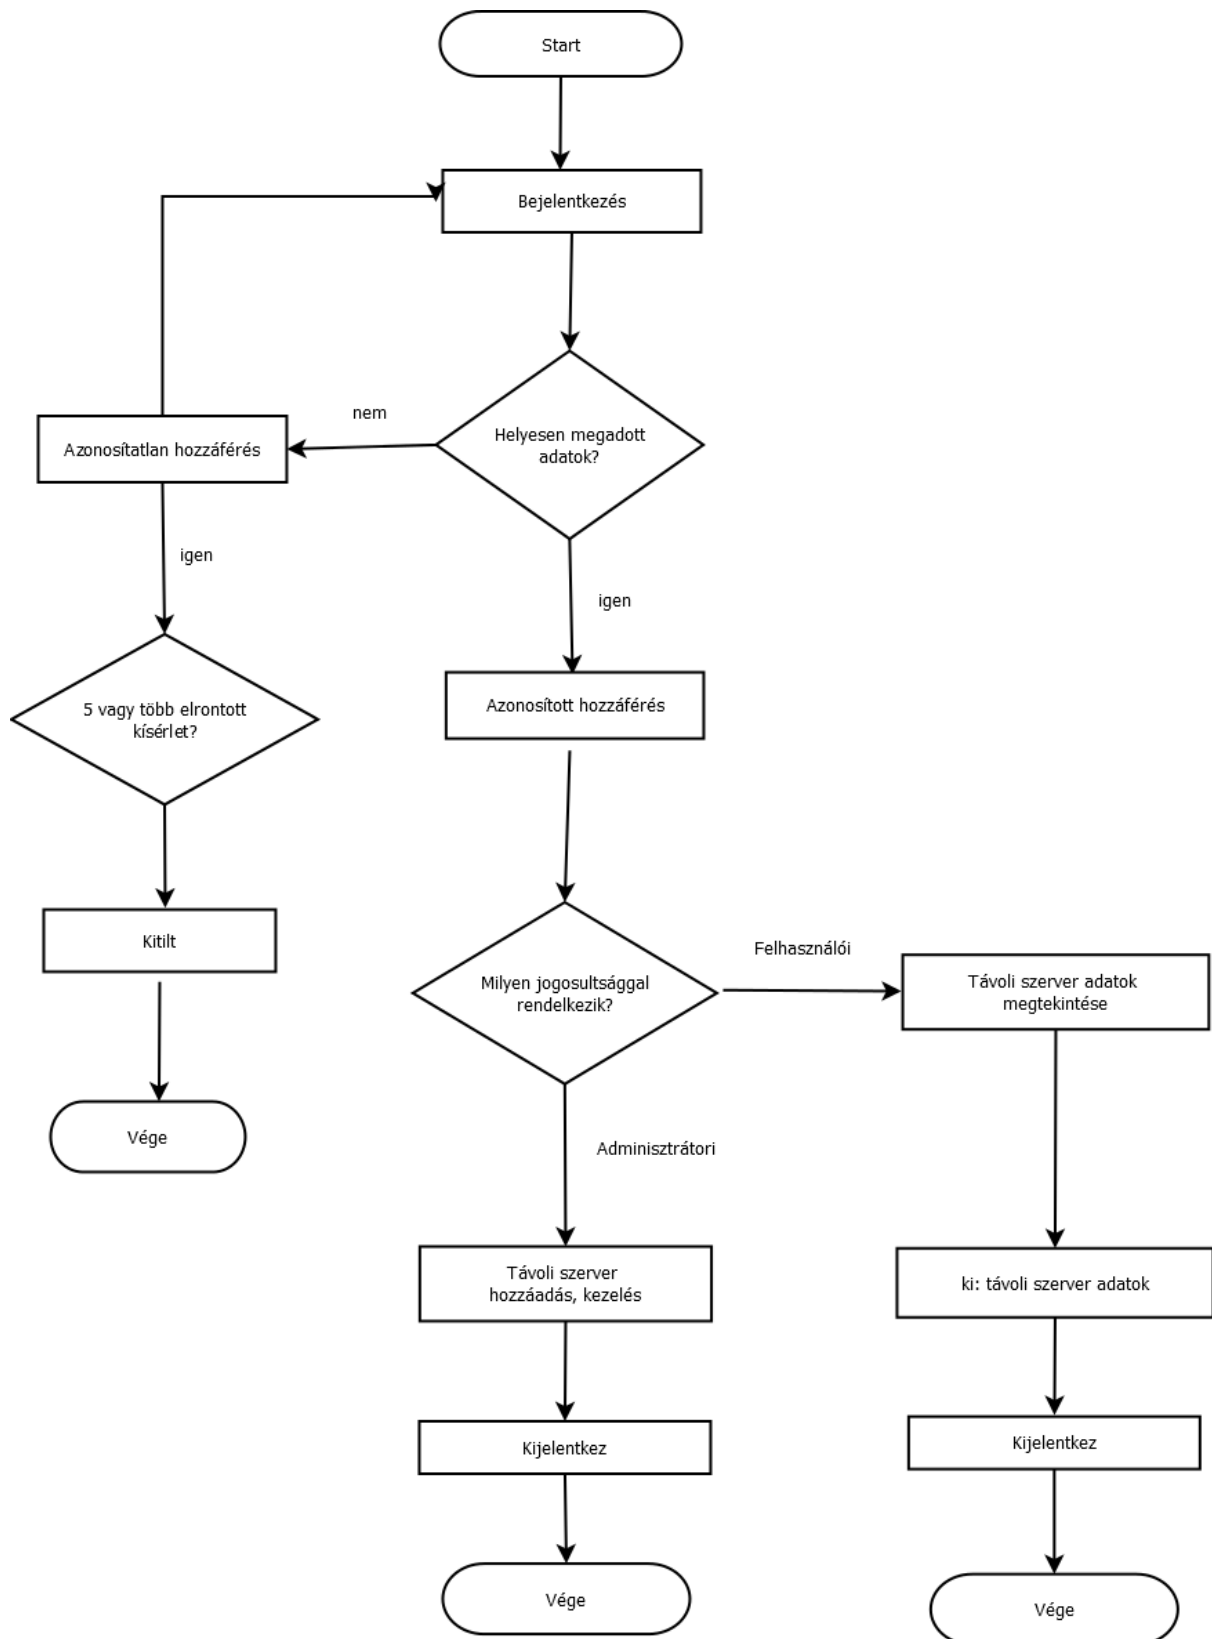 Start
Bejelentkezés
nem
Helyesen megadott
adatok?
Azonosítatlan hozzáférés
igen
igen
5 vagy több elrontott
kísérlet?
Azonosított hozzáférés
Kitilt
Felhasználói
Milyen jogosultsággal
rendelkezik?
Távoli szerver adatok
megtekintése
Vége
Adminisztrátori
Távoli szerver
hozzáadás, kezelés
ki: távoli szerver adatok
Kijelentkez
Kijelentkez
Vége
Vége